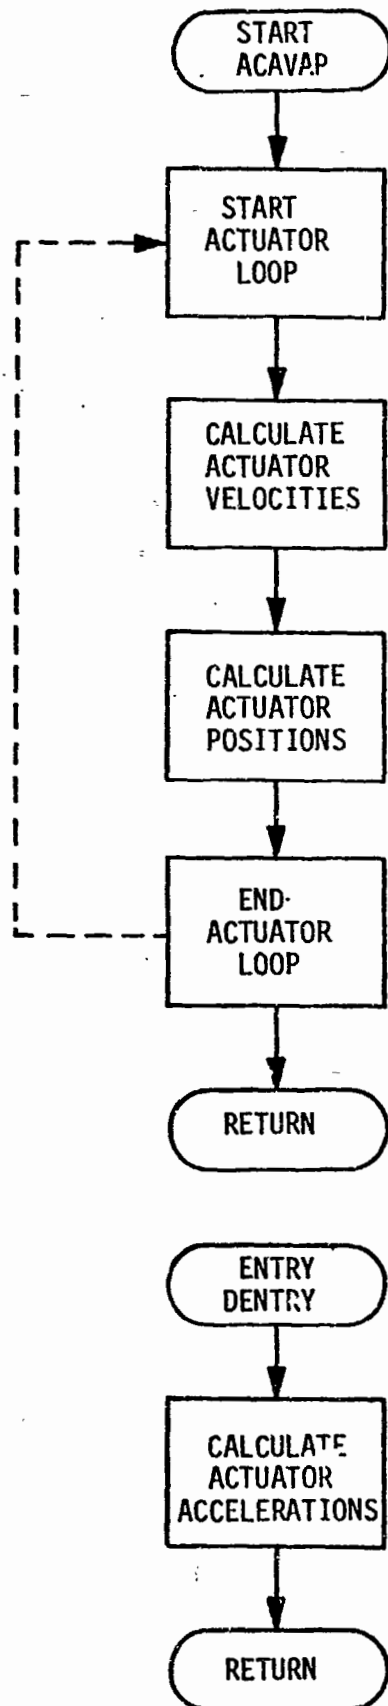 START
ACAVAP
START
ACTUATOR
LOOP
CALCULATE
ACTUATOR
VELOCITIES
CALCULATE
ACTUATOR
POSITIONS
END
ACTUATOR
LOOP
RETURN
ENTRY
DENTRY
CALCULATE
ACTUATOR
ACCELERATIONS
RETURN